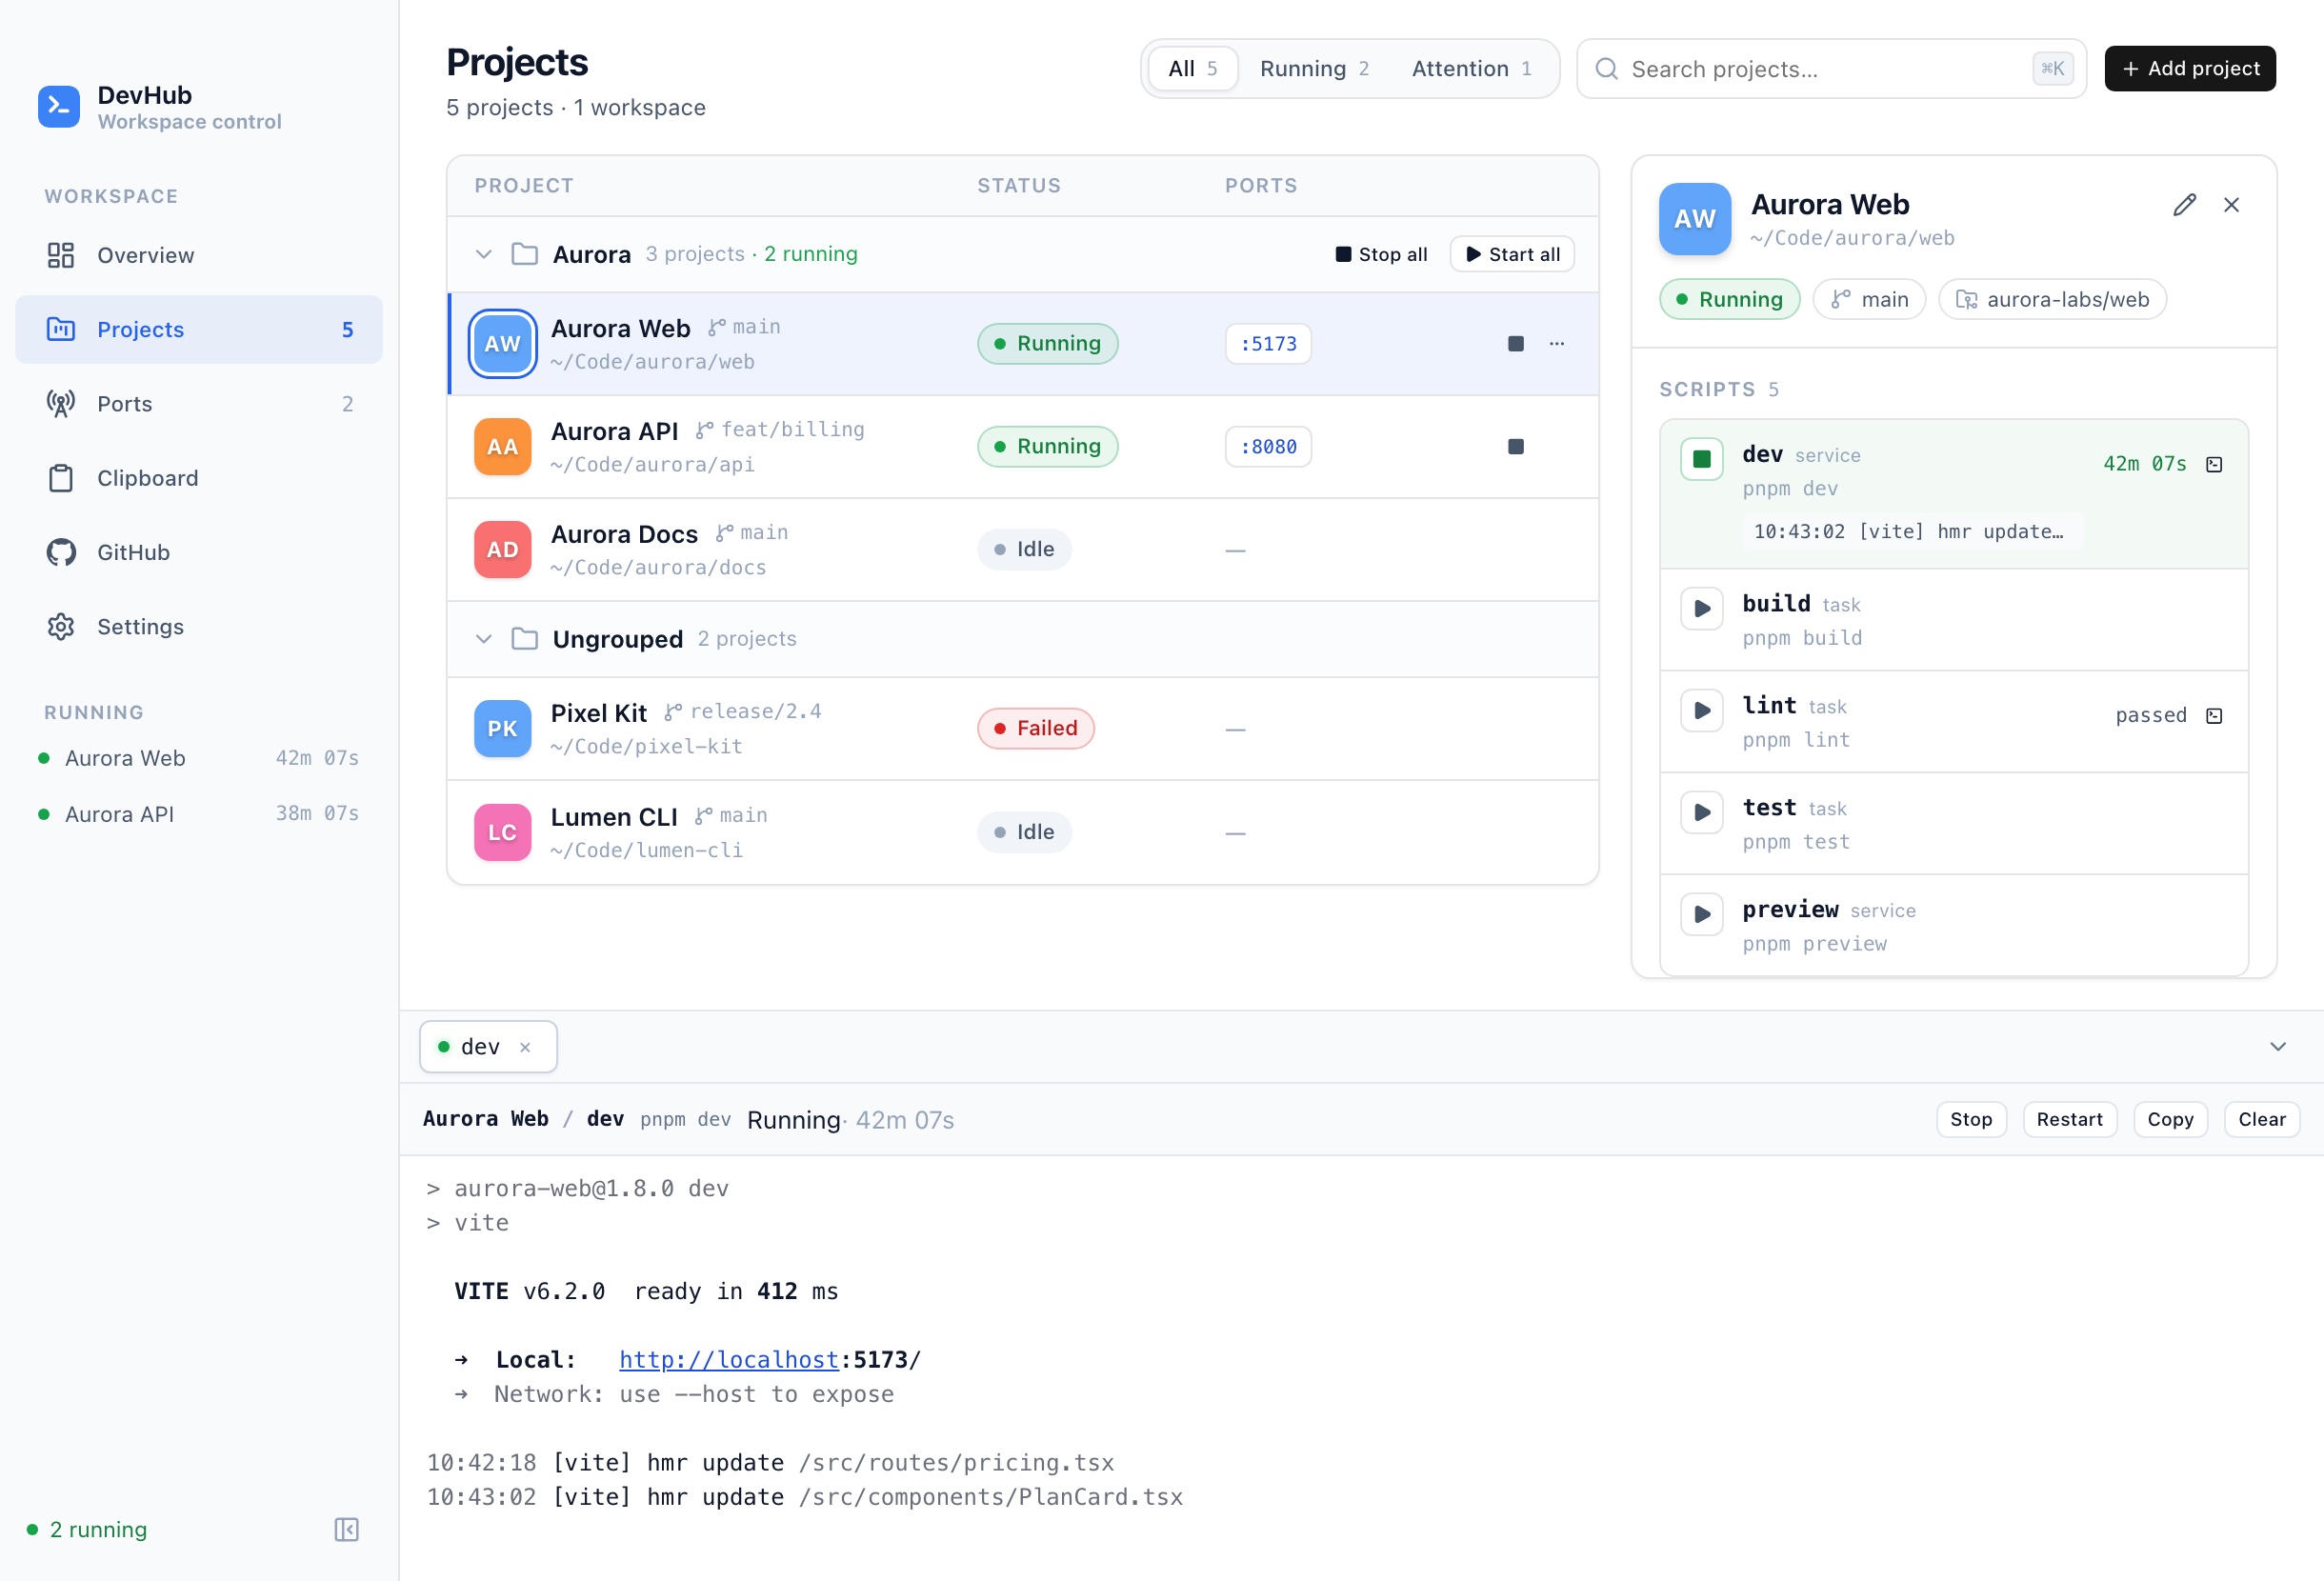 DevHub
Workspace control
WORKSPACE
Overview
Projects 5
Ports 2
Clipboard
GitHub
Settings
RUNNING
Aurora Web 42m 07s
Aurora API 38m 07s
2 running
Projects
5 projects · 1 workspace
All 5 Running 2 Attention 1
Search projects... ⌘K
+ Add project
PROJECT STATUS PORTS
Aurora 3 projects · 2 running Stop all Start all
AW Aurora Web main Running :5173 ...
~/Code/aurora/web
AA Aurora API feat/billing Running :8080
~/Code/aurora/api
AD Aurora Docs main Idle —
~/Code/aurora/docs
Ungrouped 2 projects
PK Pixel Kit release/2.4 Failed —
~/Code/pixel-kit
LC Lumen CLI main Idle —
~/Code/lumen-cli
AW Aurora Web
~/Code/aurora/web
Running main aurora-labs/web
SCRIPTS 5
dev service 42m 07s
pnpm dev
10:43:02 [vite] hmr update…
build task
pnpm build
lint task passed
pnpm lint
test task
pnpm test
preview service
pnpm preview
dev ×
Aurora Web / dev pnpm dev Running· 42m 07s Stop Restart Copy Clear
> aurora-web@1.8.0 dev
> vite
VITE v6.2.0 ready in 412 ms
➜ Local: http://localhost:5173/
➜ Network: use --host to expose
10:42:18 [vite] hmr update /src/routes/pricing.tsx
10:43:02 [vite] hmr update /src/components/PlanCard.tsx